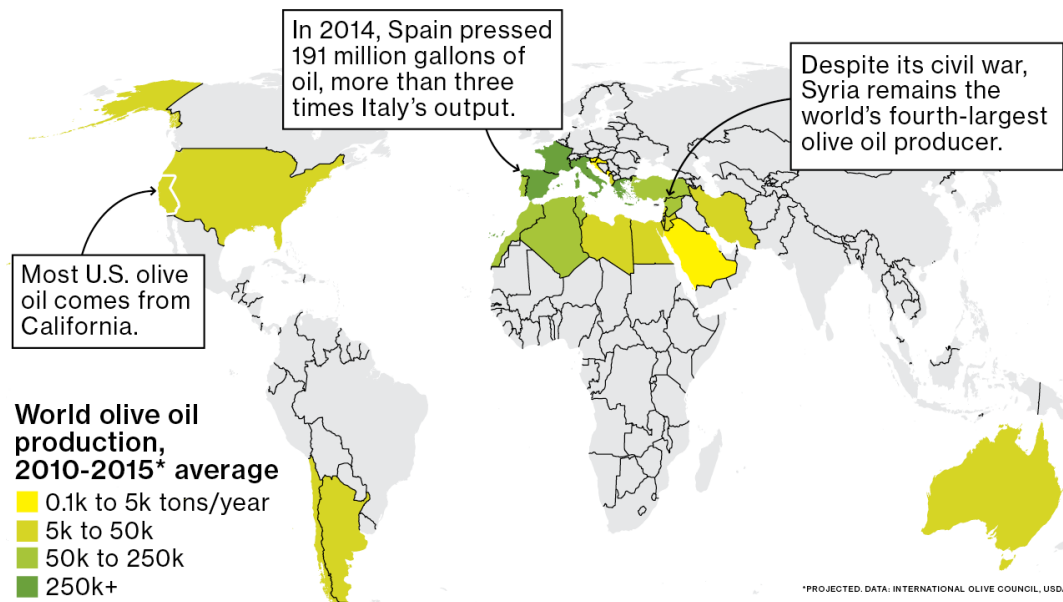 In 2014, Spain pressed
191 million gallons of
oil, more than three
times Italy’s output.
Despite its civil war,
Syria remains the
world’s fourth-largest
olive oil producer.
Most U.S. olive
oil comes from
California.
World olive oil
production,
2010-2015* average
0.1k to 5k tons/year
5k to 50k
50k to 250k
250k+
*PROJECTED. DATA: INTERNATIONAL OLIVE COUNCIL, USDA